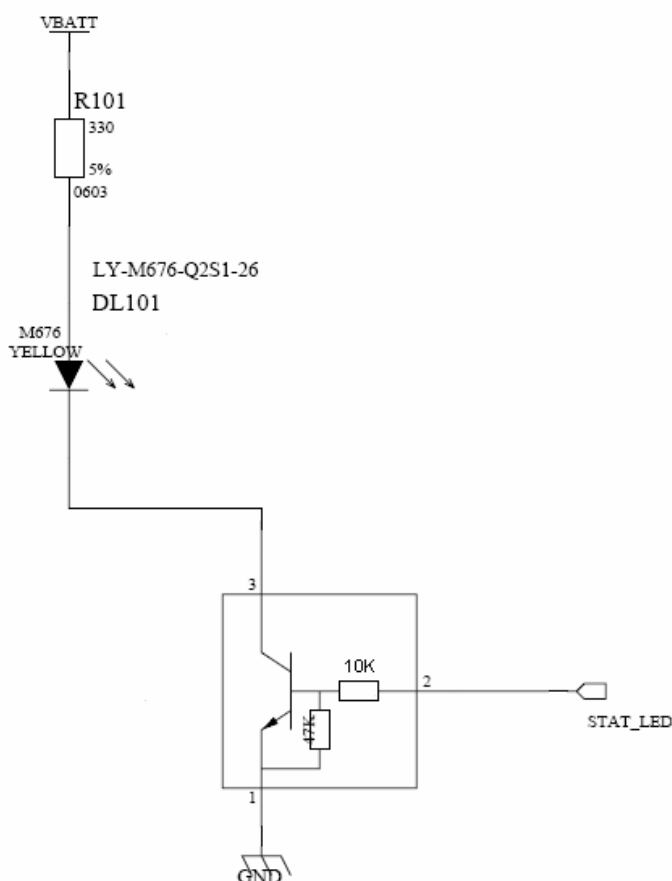 VBATT
R101
330
5%
0603
LY-M676-Q2S1-26
DL101
M676
YELLOW
3
10K
2
47K
STAT_LED
1
GND